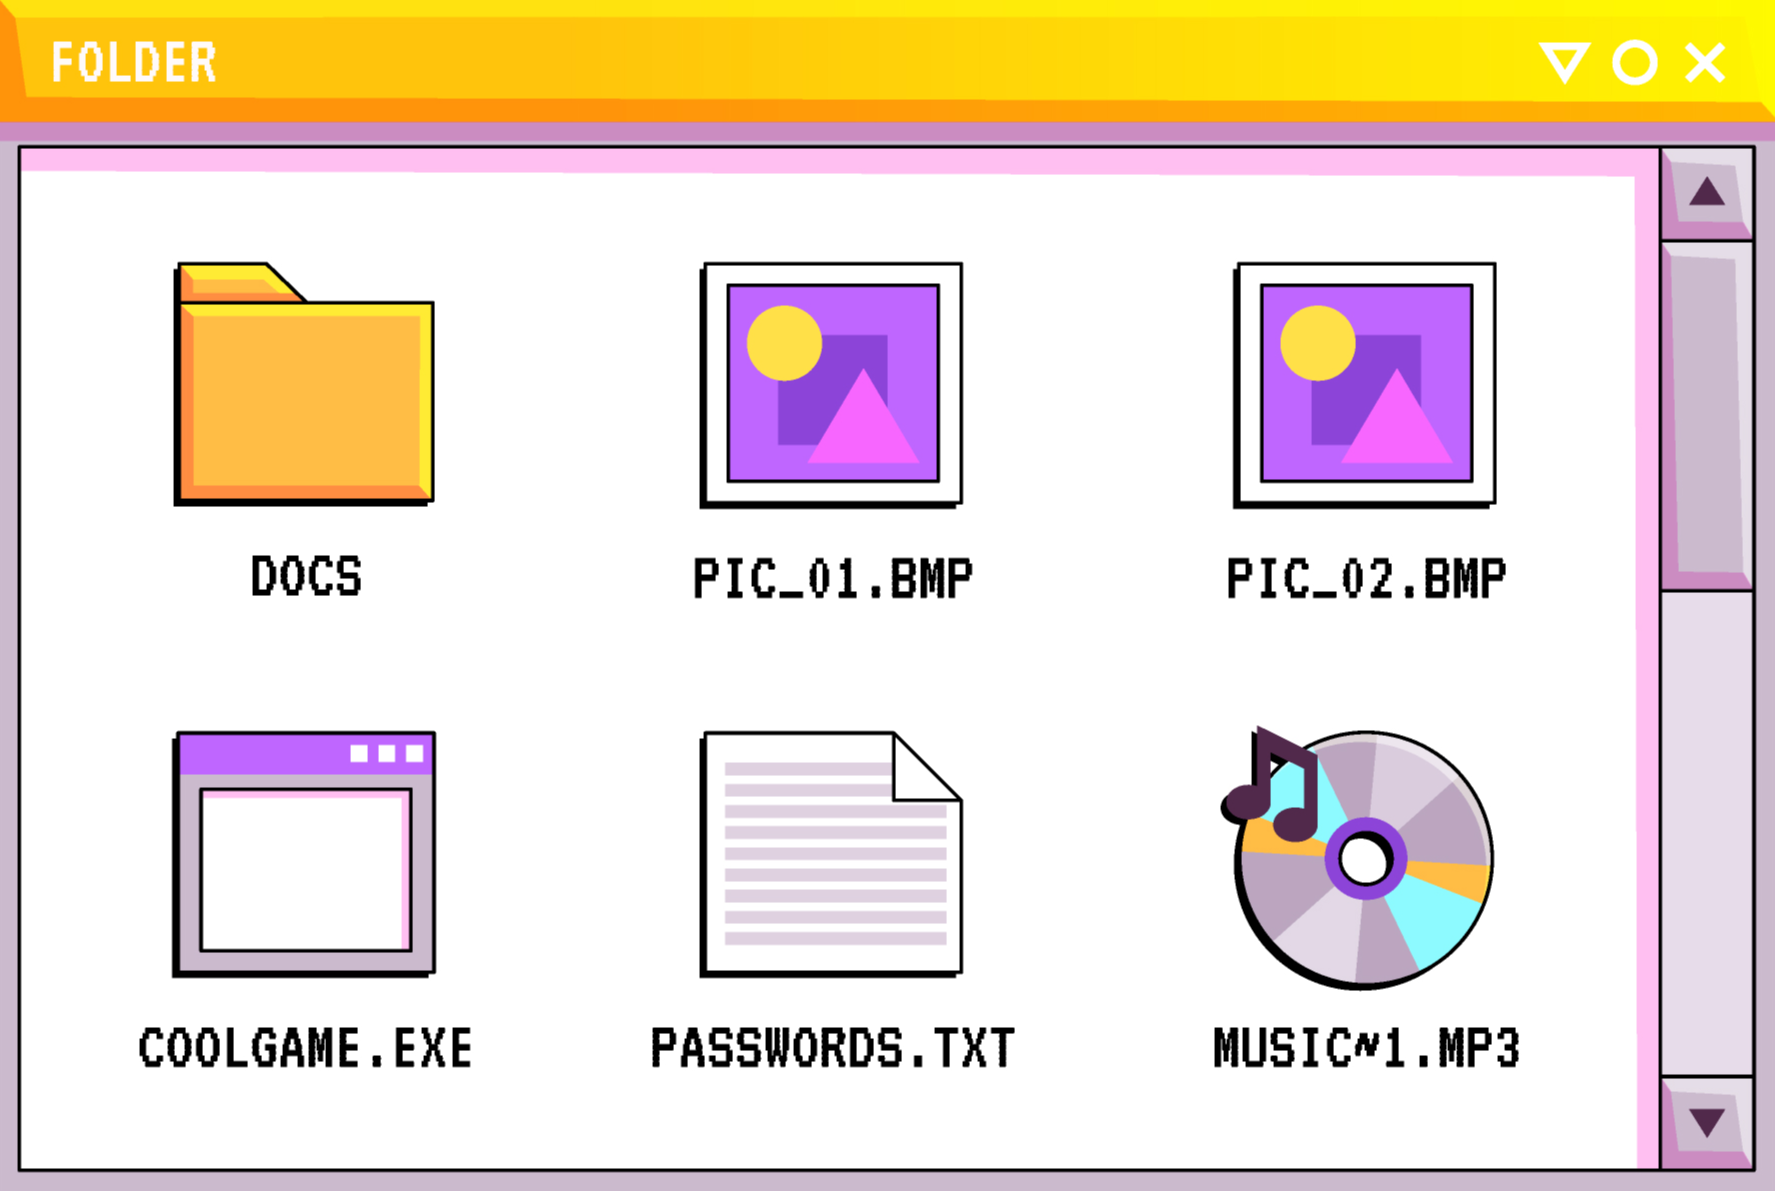 FOLDER
DOCS
PIC_01.BMP
PIC_02.BMP
COOLGAME.EXE
PASSWORDS.TXT
MUSIC~1.MP3